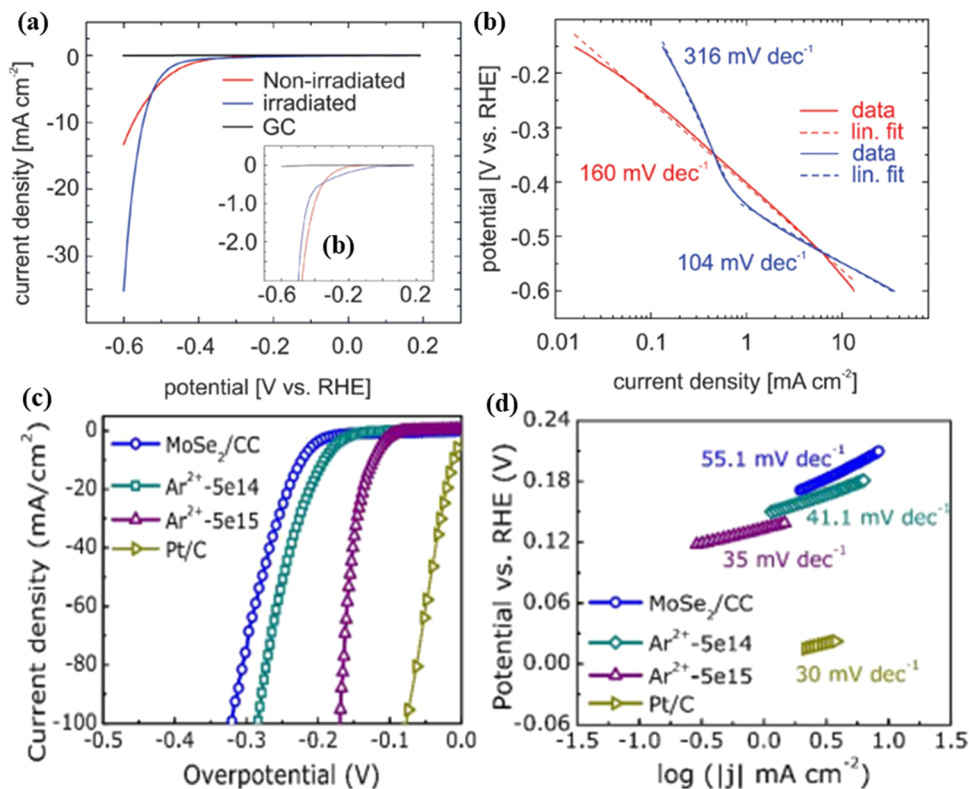 (a)
0
-5
-10
-15
-20
-25
-30
current density [mA cm-2]
Non-irradiated
irradiated
GC
0
-1.0
-2.0
(b)
-0.6
-0.2
0.2
-0.6
-0.4
-0.2
0.0
0.2
potential [V vs. RHE]
(b)
-0.2
-0.3
-0.4
-0.5
-0.6
potential [V vs. RHE]
316 mV dec-1
160 mV dec-1
104 mV dec-1
data
lin. fit
data
lin. fit
0.01
0.1
1
10
current density [mA cm-2]
(c)
0
-20
-40
-60
-80
-100
Current density (mA/cm2)
MoSe2/CC
Ar2+-5e14
Ar2+-5e15
Pt/C
-0.5
-0.4
-0.3
-0.2
-0.1
0.0
Overpotential (V)
(d)
0.24
0.18
0.12
0.06
0.00
-0.06
Potential vs. RHE (V)
55.1 mV dec-1
41.1 mV dec-1
35 mV dec-1
30 mV dec-1
MoSe2/CC
Ar2+-5e14
Ar2+-5e15
Pt/C
-1.5
-1.0
-0.5
0.0
0.5
1.0
1.5
log (|j| mA cm-2)